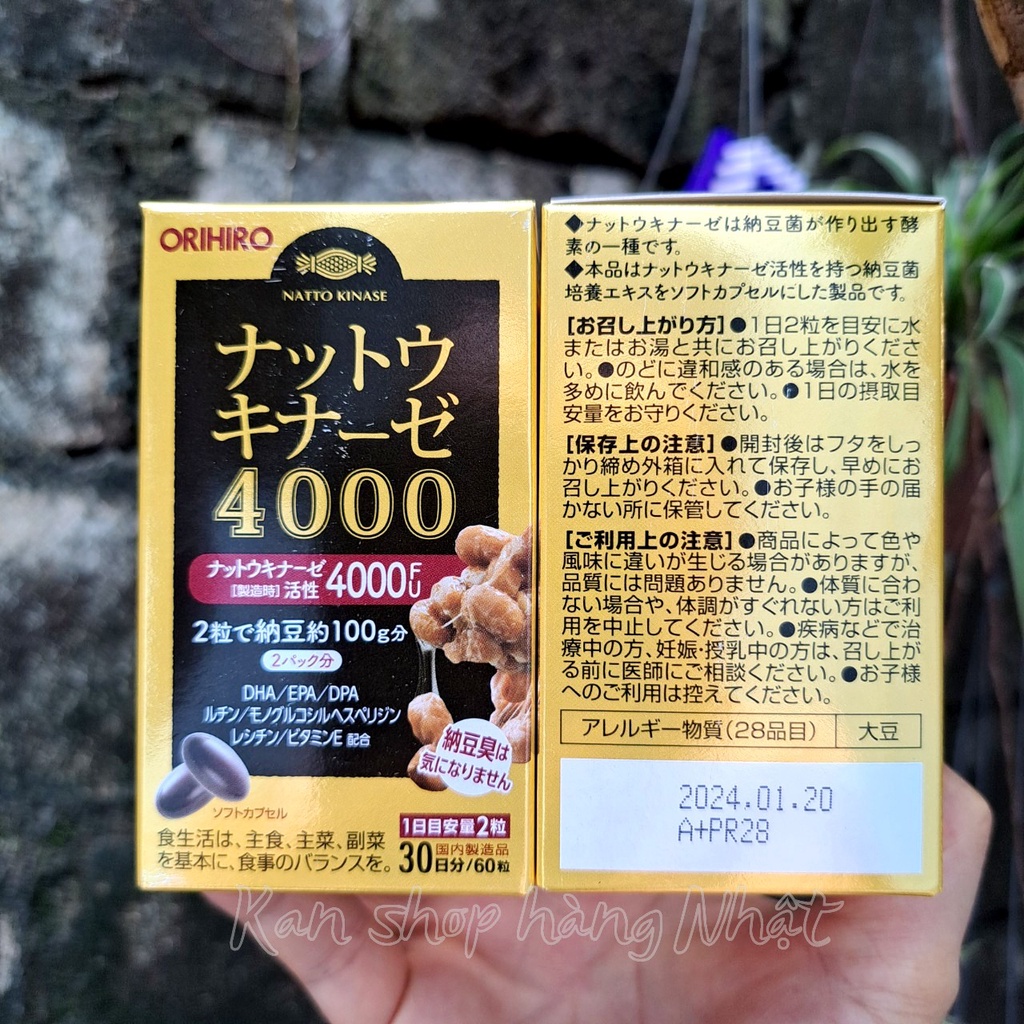 ORIHIRO
NATTO KINASE
ナットウ
キナーゼ
4000
ナットウキナーゼ
[製造時]活性 4000FU
2粒で納豆約100g分
2パック分
DHA/EPA/DPA
ルチン/モノグルコシルヘスペリジン
レシチン/ビタミンE 配合
納豆臭は
気になりません
ソフトカプセル
食生活は、主食、主菜、副菜
を基本に、食事のバランスを。
1日目安量2粒
国内製造品
30日分/60粒
◆ナットウキナーゼは納豆菌が作り出す酵
素の一種です。
◆本品はナットウキナーゼ活性を持つ納豆菌
培養エキスをソフトカプセルにした製品です。
[お召し上がり方]●1日2粒を目安に水
またはお湯と共にお召し上がりくださ
い。●のどに違和感のある場合は、水を
多めに飲んでください。●1日の摂取目
安量をお守りください。
[保存上の注意]●開封後はフタをしっ
かり締め外箱に入れて保存し、早めにお
召し上がりください。●お子様の手の届
かない所に保管してください。
[ご利用上の注意]●商品によって色や
風味に違いが生じる場合がありますが、
品質には問題ありません。●体質に合わ
ない場合や、体調がすぐれない方はご利
用を中止してください。●疾病などで治
療中の方、妊娠・授乳中の方は、召し上が
る前に医師にご相談ください。●お子様
へのご利用は控えてください。
アレルギー物質(28品目) 大豆
2024.01.20
A+PR28
Kan shop hàng Nhật